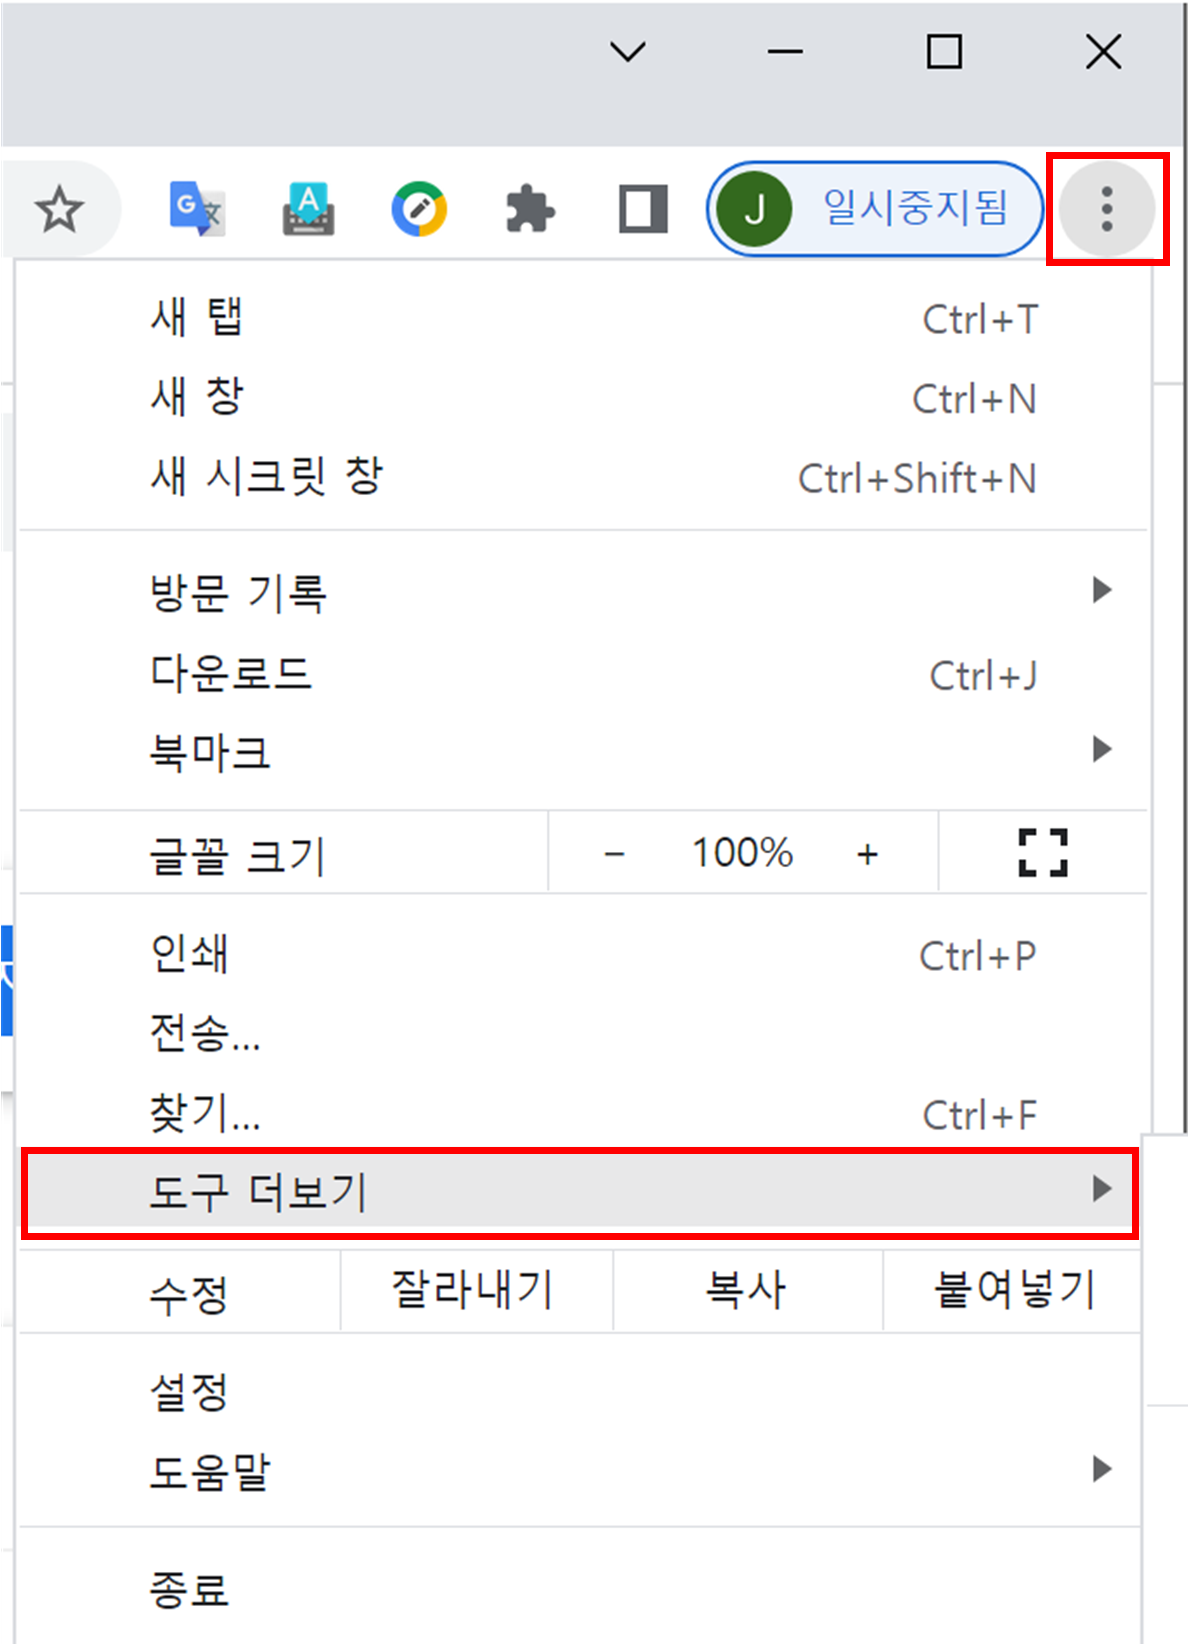 G 文
A
J 일시중지됨
새 탭 Ctrl+T
새 창 Ctrl+N
새 시크릿 창 Ctrl+Shift+N
방문 기록
다운로드 Ctrl+J
북마크
글꼴 크기 − 100% +
인쇄 Ctrl+P
전송...
찾기... Ctrl+F
도구 더보기
수정 잘라내기 복사 붙여넣기
설정
도움말
종료